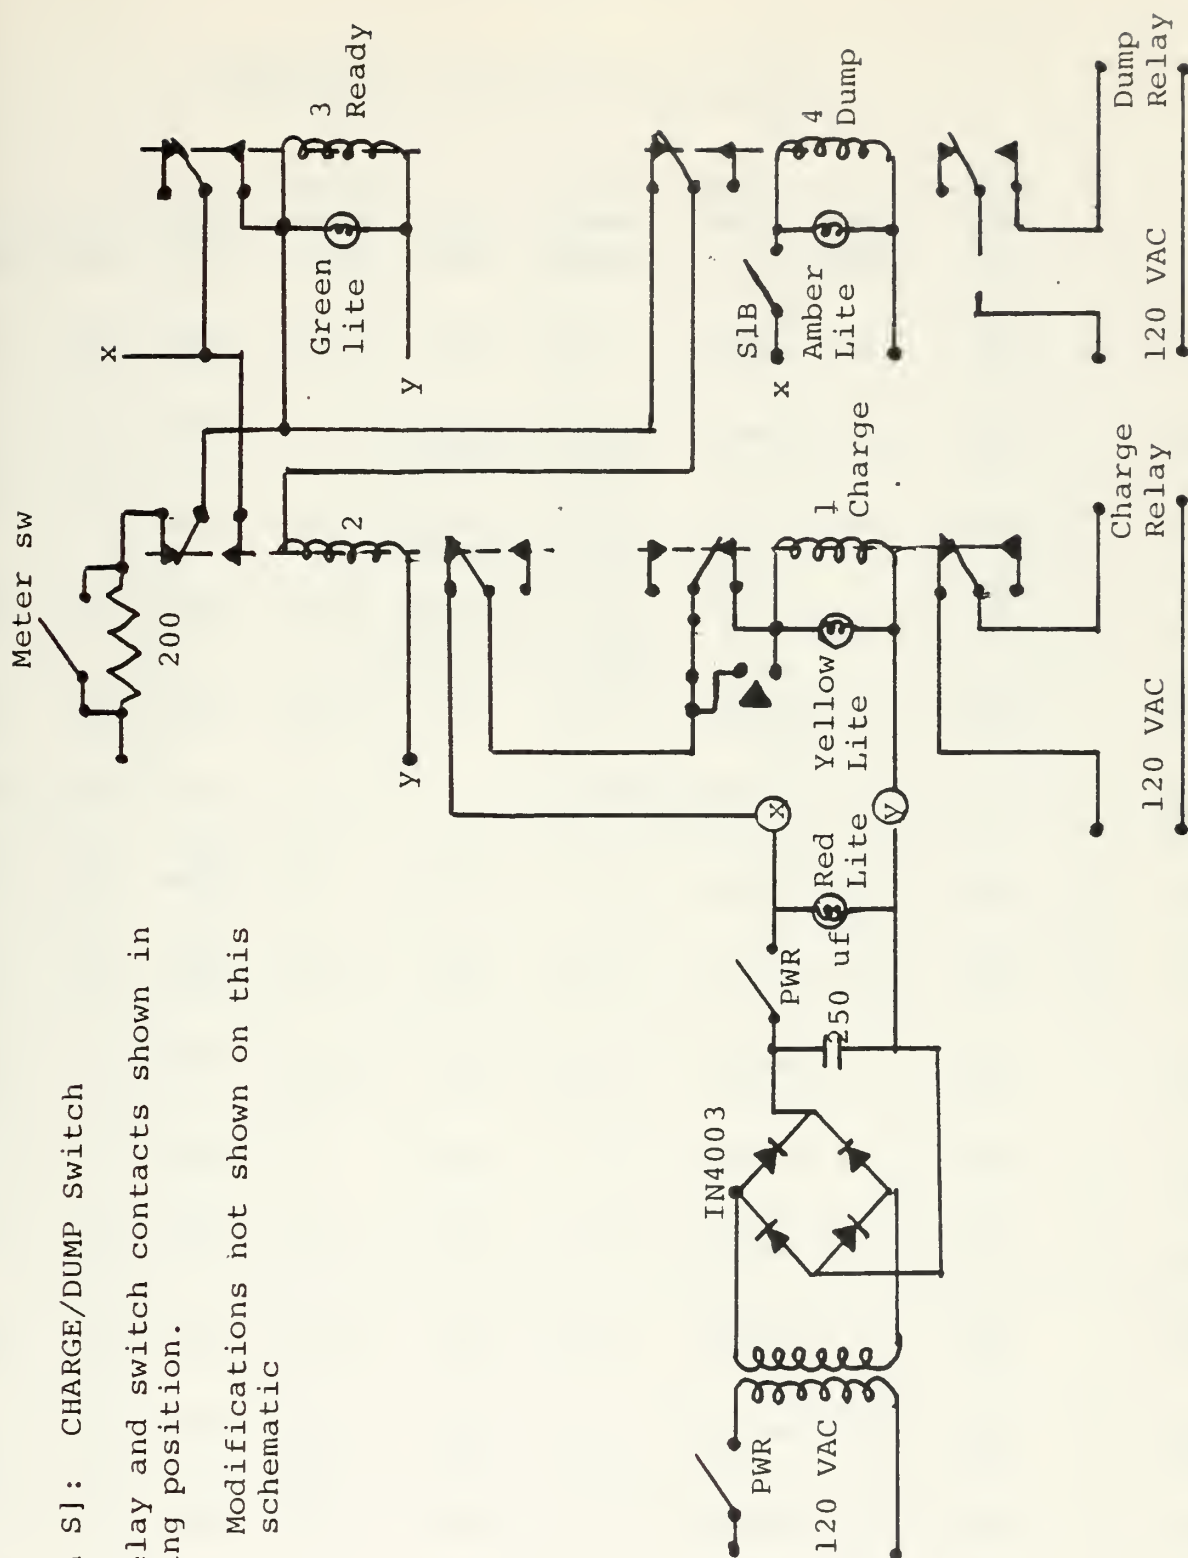 S]: CHARGE/DUMP Switch
lay and switch contacts shown in
ng position.
Modifications not shown on this
schematic
Meter sw
200
x
3
Ready
Green
lite
y
2
y
IN4003
PWR
120 VAC
PWR
250 uf
x
y
Red
Lite
Yellow
Lite
1
Charge
x
S1B
Amber
Lite
4
Dump
120 VAC
Charge
Relay
120 VAC
Dump
Relay